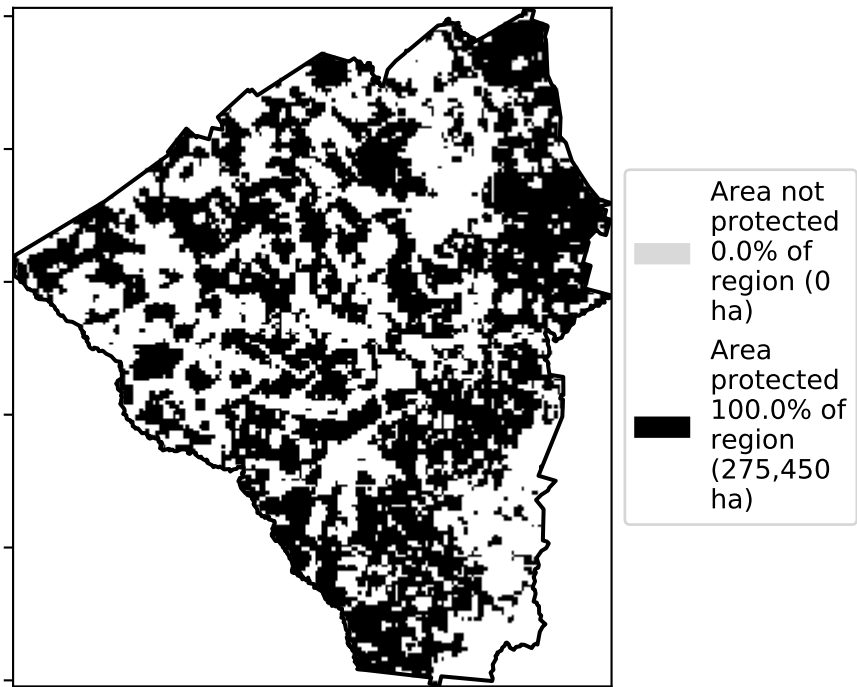 Area not
protected
0.0% of
region (0
ha)
Area
protected
100.0% of
region
(275,450
ha)